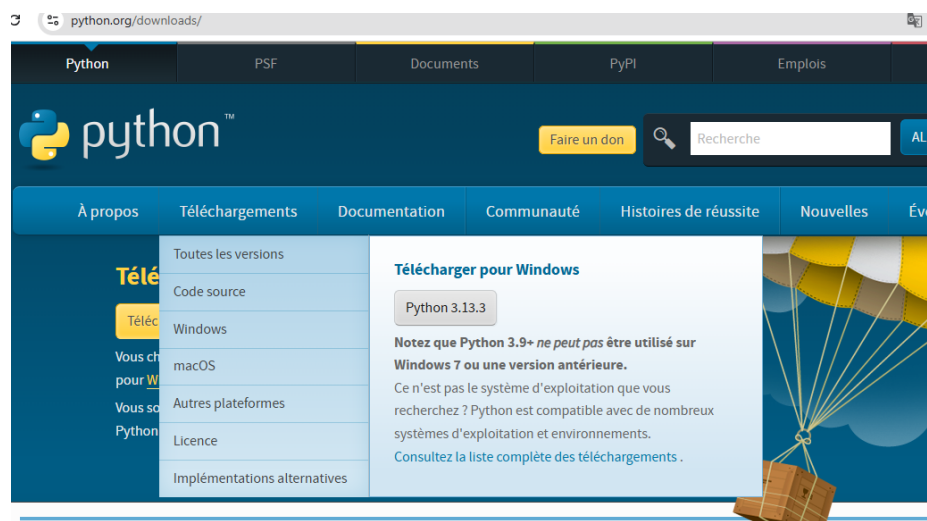 python.org/downloads/
Python PSF Documents PyPI Emplois
python™
Faire un don Recherche
À propos Téléchargements Documentation Communauté Histoires de réussite Nouvelles
Toutes les versions
Code source
Windows
macOS
Autres plateformes
Licence
Implémentations alternatives
Télécharger pour Windows
Python 3.13.3
Notez que Python 3.9+ ne peut pas être utilisé sur
Windows 7 ou une version antérieure.
Ce n'est pas le système d'exploitation que vous
recherchez ? Python est compatible avec de nombreux
systèmes d'exploitation et environnements.
Consultez la liste complète des téléchargements .
Vous
pour
Vous
Python